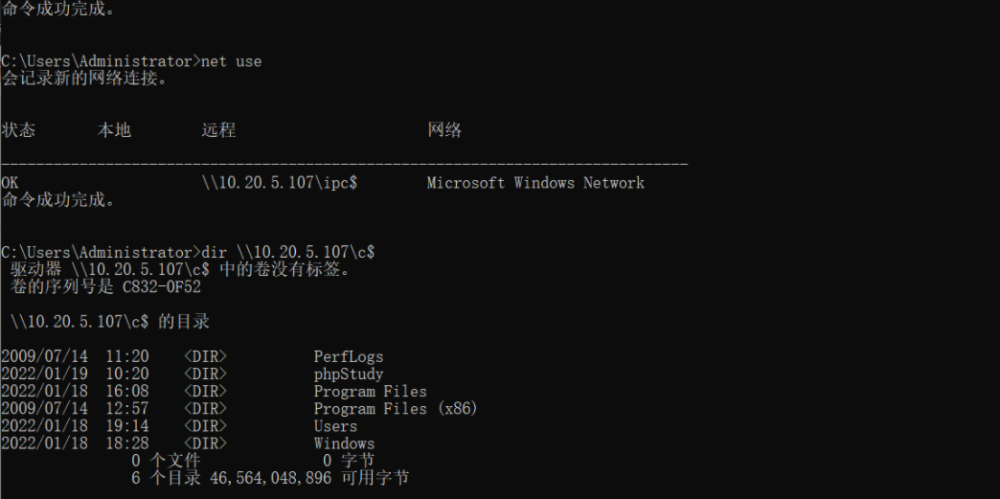 命令成功完成。
C:\Users\Administrator>net use
会记录新的网络连接。
状态 本地 远程 网络
-------------------------------------------------------------------------------
OK \\10.20.5.107\ipc$ Microsoft Windows Network
命令成功完成。
C:\Users\Administrator>dir \\10.20.5.107\c$
驱动器 \\10.20.5.107\c$ 中的卷没有标签。
卷的序列号是 C832-0F52
\\10.20.5.107\c$ 的目录
2009/07/14 11:20 <DIR> PerfLogs
2022/01/19 10:20 <DIR> phpStudy
2022/01/18 16:08 <DIR> Program Files
2009/07/14 12:57 <DIR> Program Files (x86)
2022/01/18 19:14 <DIR> Users
2022/01/18 18:28 <DIR> Windows
0 个文件 0 字节
6 个目录 46,564,048,896 可用字节